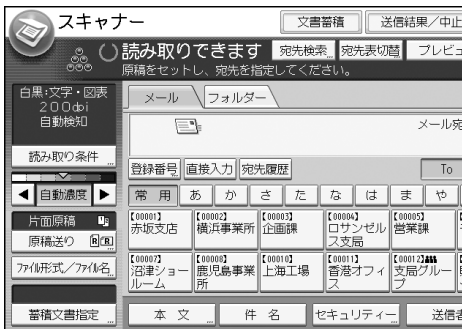 スキャナー
文書蓄積
送信結果／中止
読み取りできます
宛先検索
宛先表切替
プレビュ
原稿をセットし、宛先を指定してください。
白黒:文字・図表
200dpi
自動検知
読み取り条件
自動濃度
片面原稿
原稿送り
ファイル形式／ファイル名
蓄積文書指定
メール
フォルダー
メール宛
登録番号
直接入力
宛先履歴
To
常用
あ
か
さ
た
な
は
ま
や
【00001】
赤坂支店
【00002】
横浜事業所
【00003】
企画課
【00004】
ロサンゼル
ス支局
【00005】
営業課
【00007】
沼津ショー
ルーム
【00008】
鹿児島事業
所
【00010】
上海工場
【00011】
香港オフィ
ス
【00012】
支局グルー
プ
本文
件名
セキュリティー
送信者